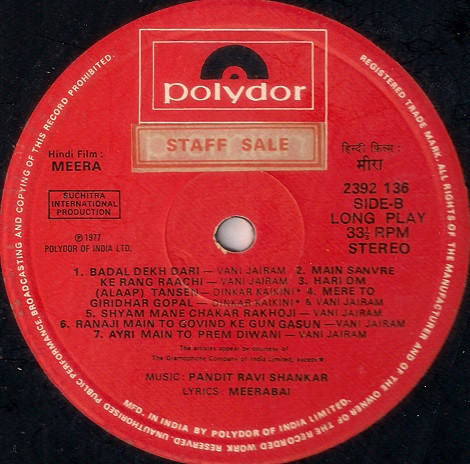 polydor
STAFF SALE
Hindi Film:
MEERA
हिन्दी फ़िल्म:
मीरा
SUCHITRA
INTERNATIONAL
PRODUCTION
℗ 1977
POLYDOR OF INDIA LTD.
2392 136
SIDE-B
LONG PLAY
33⅓ RPM
STEREO
1. BADAL DEKH DARI – VANI JAIRAM 2. MAIN SANVRE
KE RANG RAACHI – VANI JAIRAM 3. HARI OM
(ALAAP) TANSEN – DINKAR KAIKINI* 4. MERE TO
GIRIDHAR GOPAL – DINKAR KAIKINI* & VANI JAIRAM
5. SHYAM MANE CHAKAR RAKHOJI – VANI JAIRAM
6. RANAJI MAIN TO GOVIND KE GUN GASUN – VANI JAIRAM
7. AYRI MAIN TO PREM DIWANI – VANI JAIRAM
The artistes appear by courtesy of
The Gramophone Company of India Limited, except *
MUSIC: PANDIT RAVI SHANKAR
LYRICS: MEERABAI
REGISTERED TRADE MARK. ALL RIGHTS OF THE MANUFACTURER AND OF THE OWNER OF THE RECORDED WORK RESERVED. UNAUTHORISED PUBLIC PERFORMANCE, BROADCASTING AND COPYING OF THIS RECORD PROHIBITED.
MFD. IN INDIA BY POLYDOR OF INDIA LIMITED.